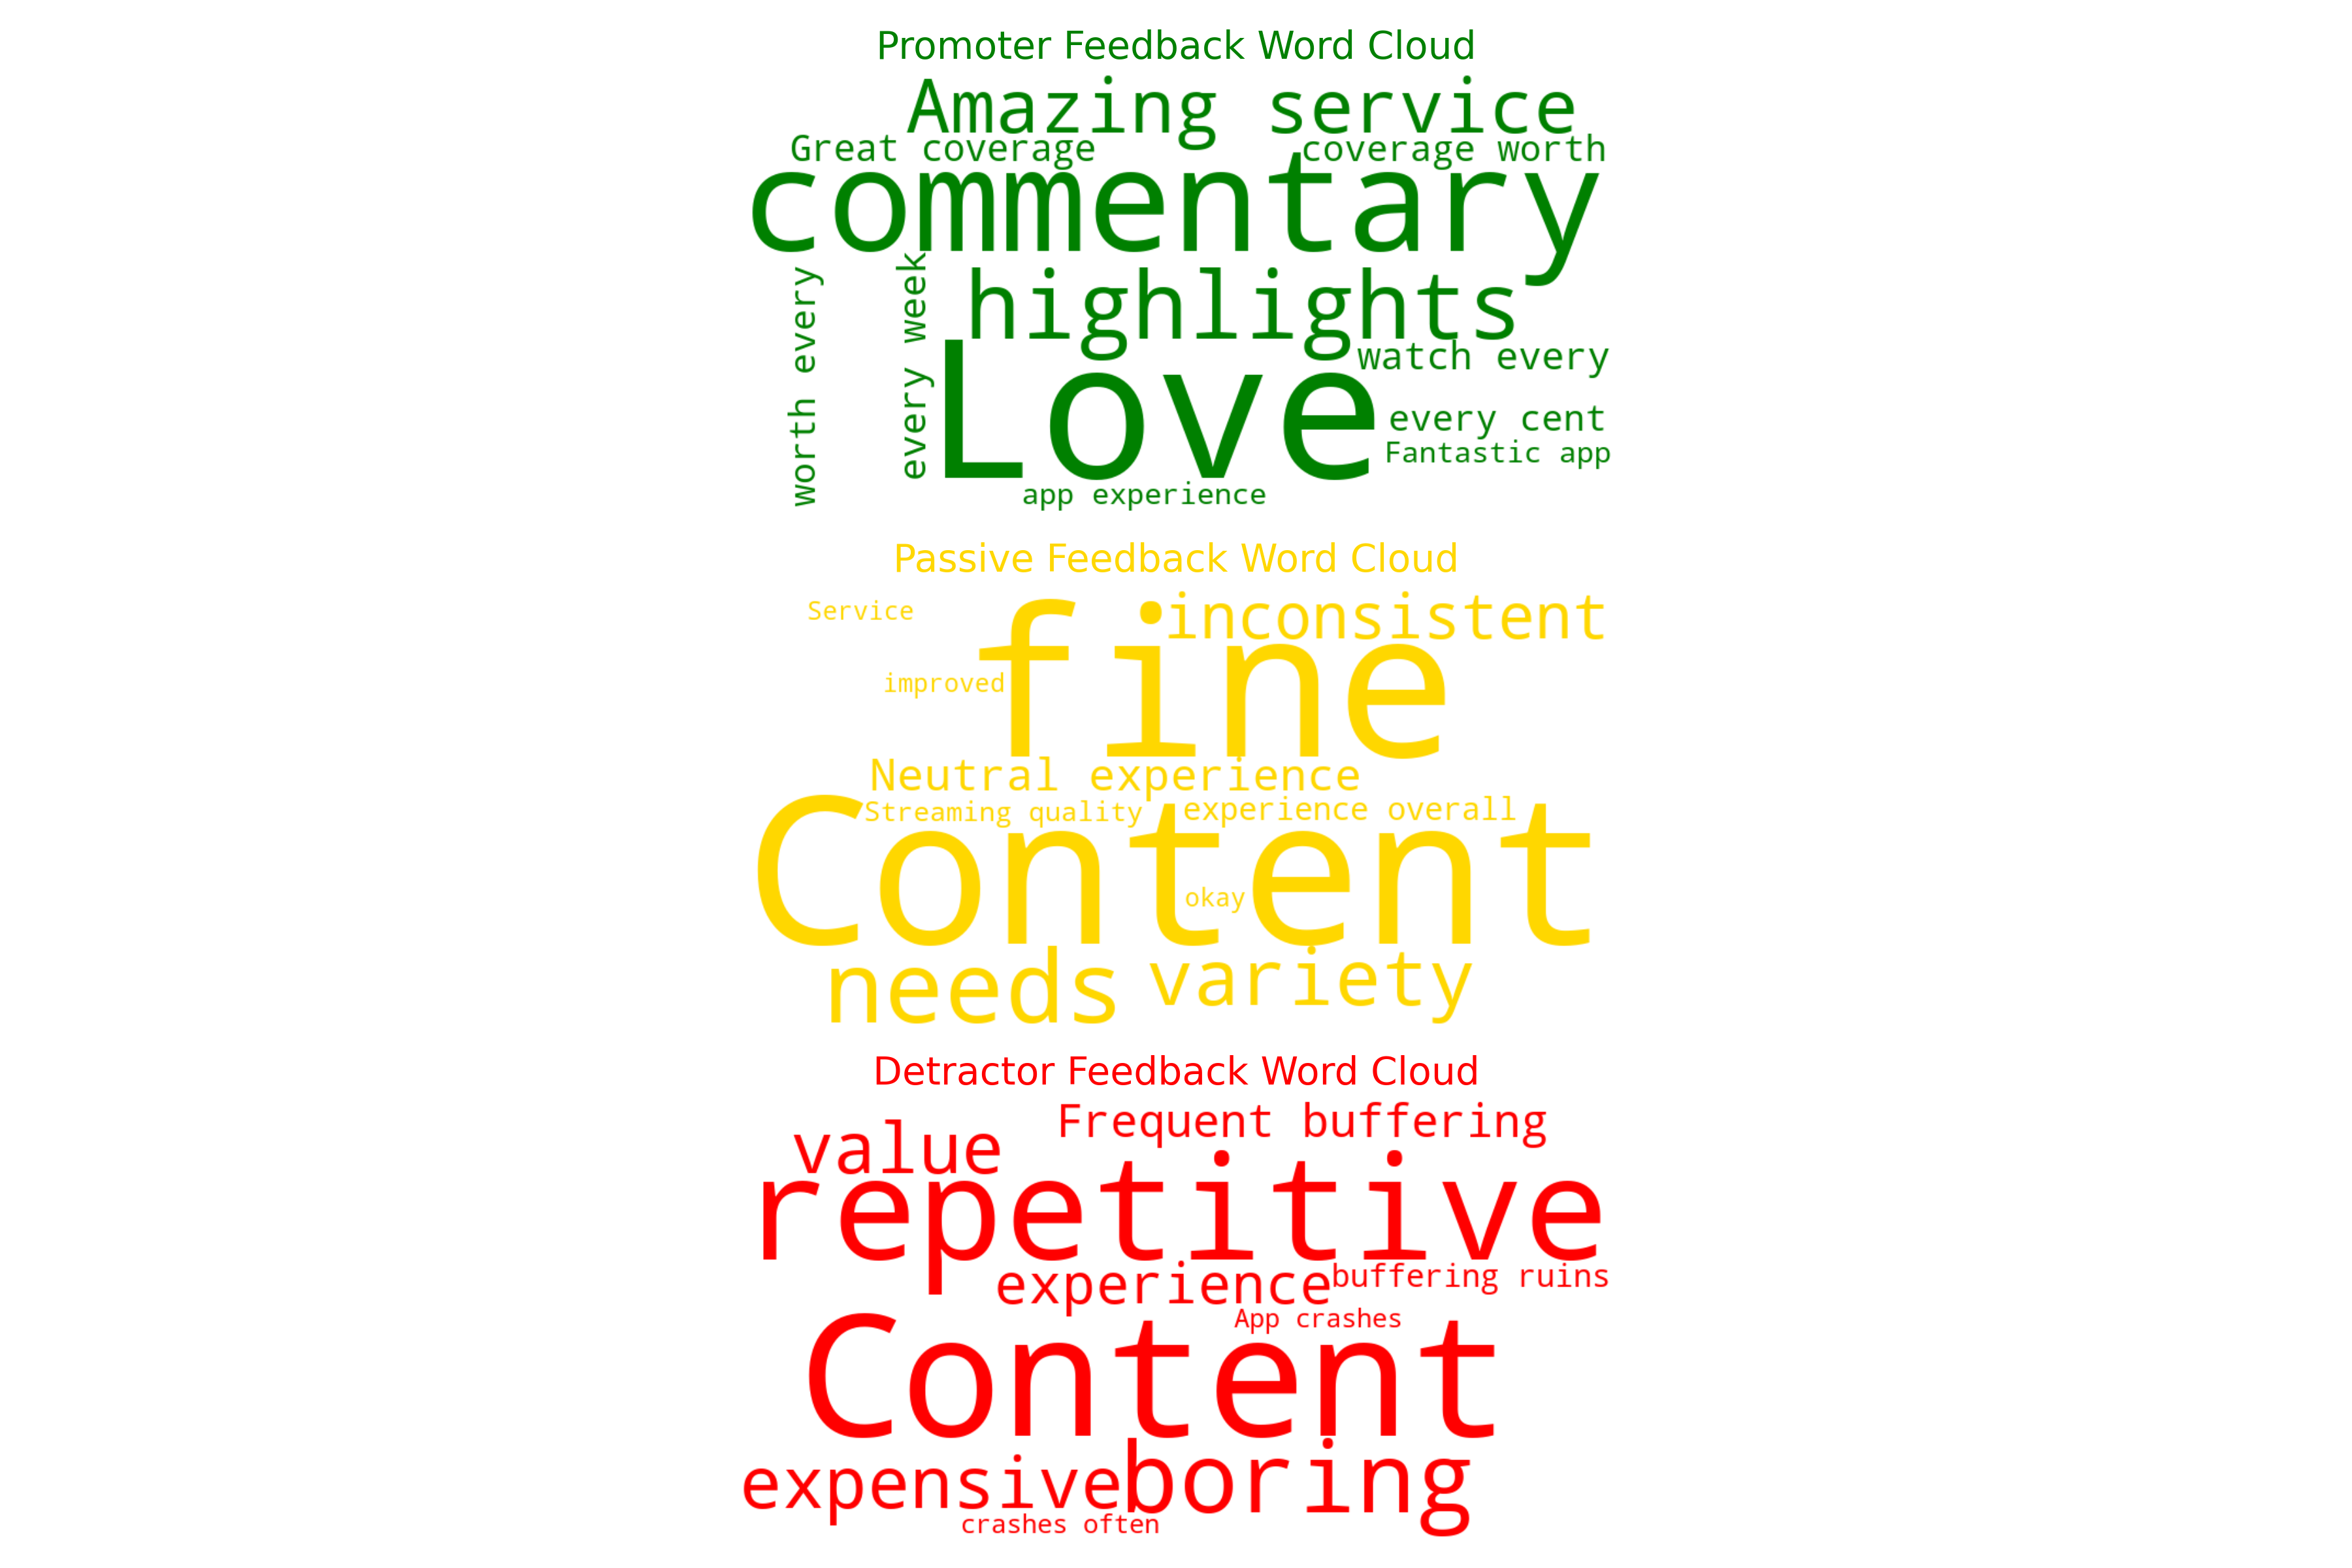 Promoter Feedback Word Cloud
Amazing service
Great coverage
coverage worth
commentary
worth every
every week
highlights
watch every
Love
every cent
Fantastic app
app experience
Passive Feedback Word Cloud
Service
inconsistent
fine
improved
Neutral experience
Streaming quality
experience overall
Content
okay
needs
variety
Detractor Feedback Word Cloud
Frequent buffering
value
repetitive
experience
buffering ruins
App crashes
Content
expensive
boring
crashes often